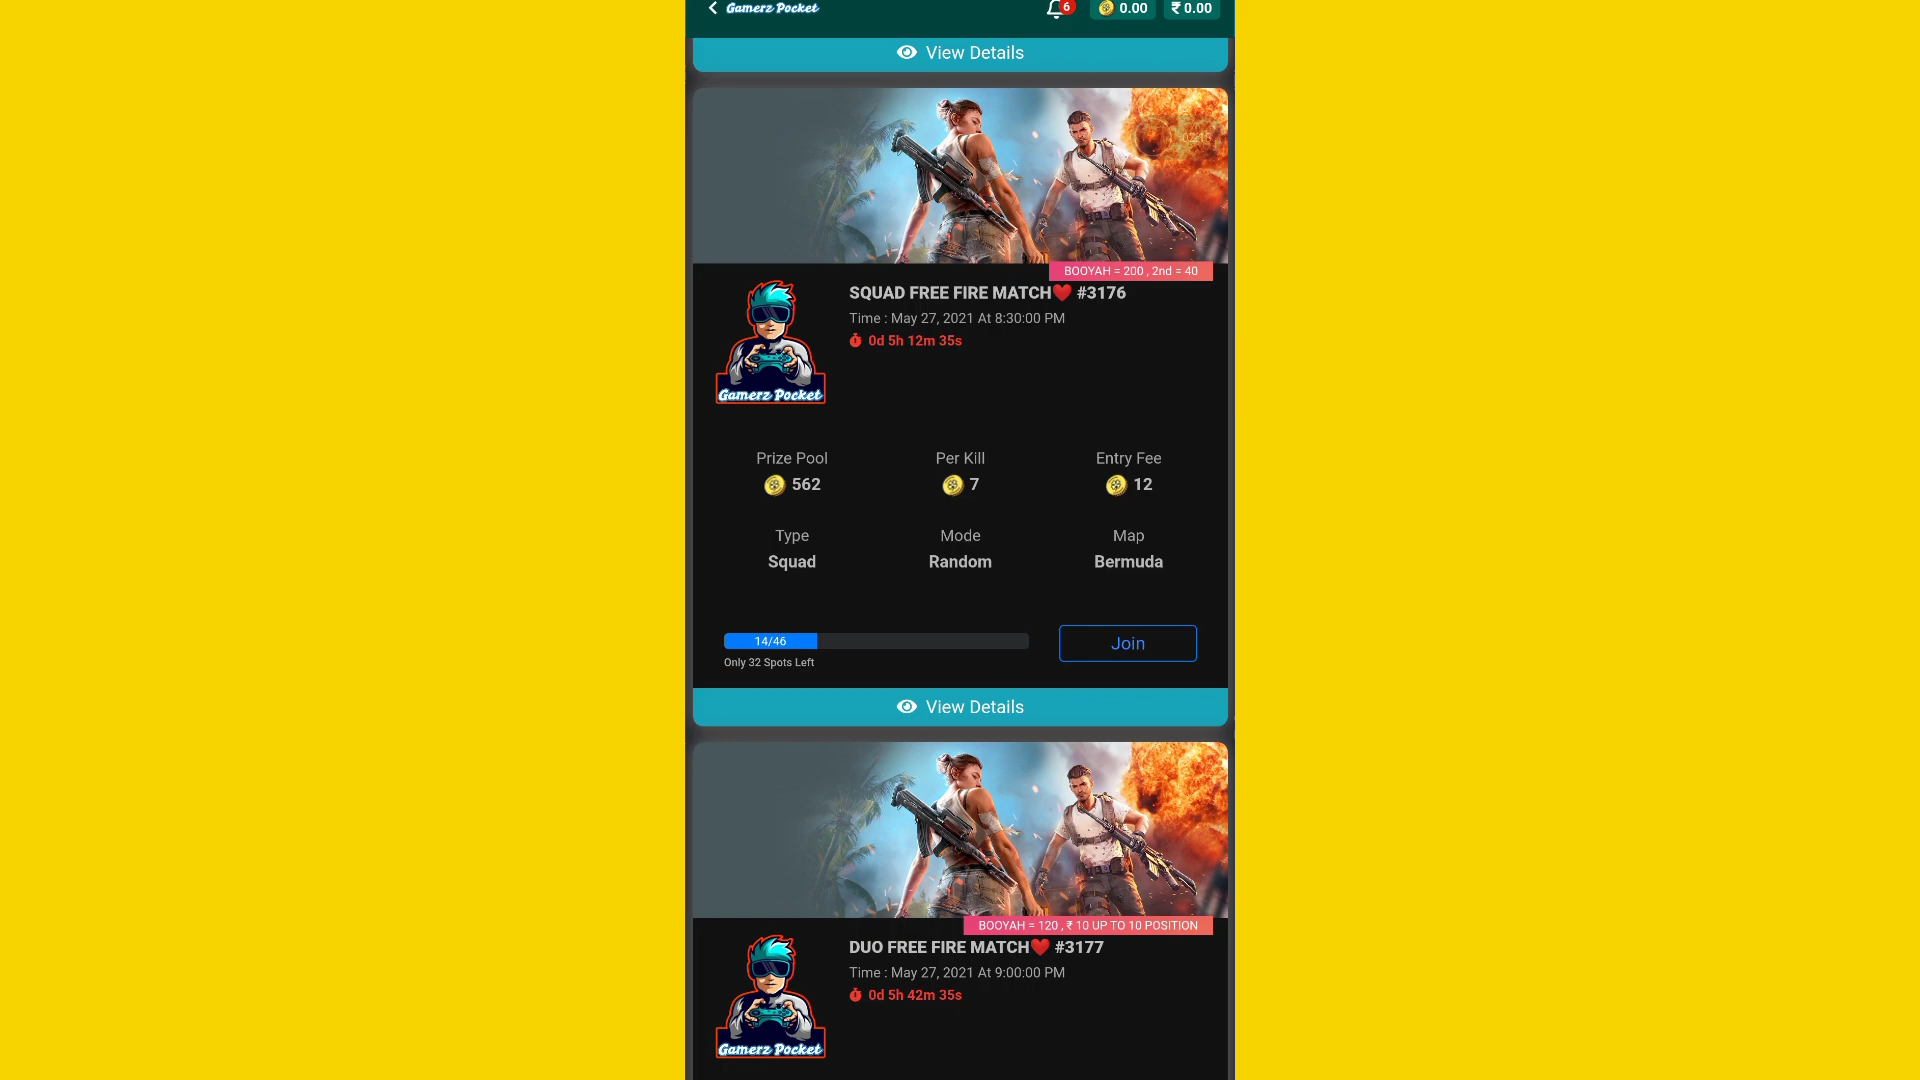 Gamerz Pocket
6
0.00
₹ 0.00
View Details
BOOYAH = 200 , 2nd = 40
SQUAD FREE FIRE MATCH❤️ #3176
Time : May 27, 2021 At 8:30:00 PM
0d 5h 12m 35s
Gamerz Pocket
Prize Pool
Per Kill
Entry Fee
562
7
12
Type
Mode
Map
Squad
Random
Bermuda
14/46
Only 32 Spots Left
Join
View Details
BOOYAH = 120 , ₹ 10 UP TO 10 POSITION
DUO FREE FIRE MATCH❤️ #3177
Time : May 27, 2021 At 9:00:00 PM
0d 5h 42m 35s
Gamerz Pocket